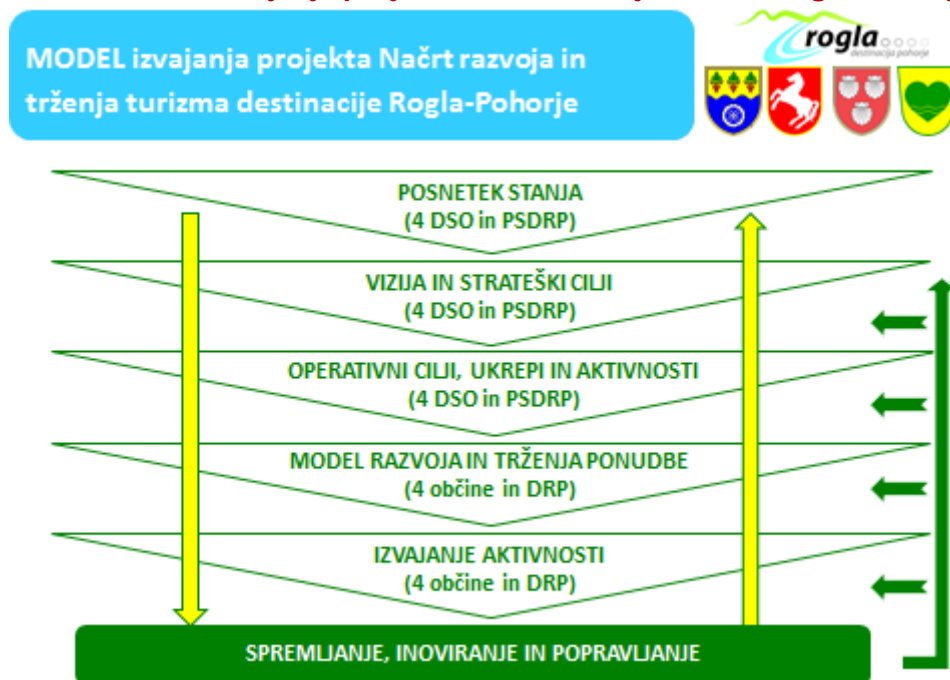 MODEL izvajanja projekta Načrt razvoja in
trženja turizma destinacije Rogla-Pohorje
rogla
destinacija pohorje
POSNETEK STANJA
(4 DSO in PSDRP)
VIZIJA IN STRATEŠKI CILJI
(4 DSO in PSDRP)
OPERATIVNI CILJI, UKREPI IN AKTIVNOSTI
(4 DSO in PSDRP)
MODEL RAZVOJA IN TRŽENJA PONUDBE
(4 občine in DRP)
IZVAJANJE AKTIVNOSTI
(4 občine in DRP)
SPREMLJANJE, INOVIRANJE IN POPRAVLJANJE